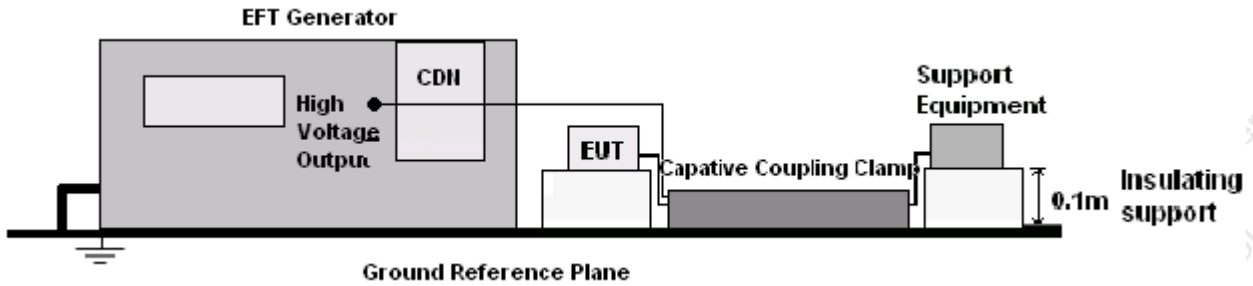 EFT Generator
CDN
High
Voltage
Output
EUT
Capative Coupling Clamp
Support
Equipment
0.1m
Insulating
support
Ground Reference Plane